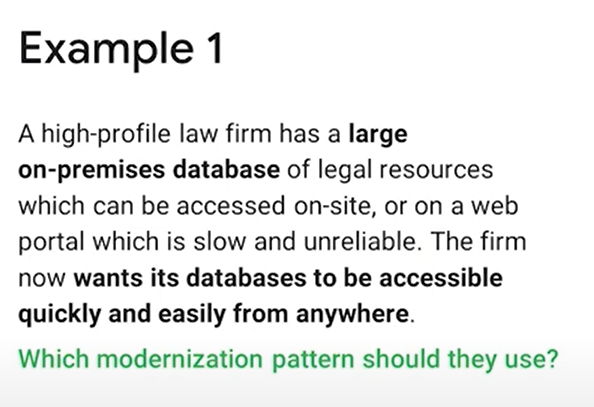 Example 1
A high-profile law firm has a large
on-premises database of legal resources
which can be accessed on-site, or on a web
portal which is slow and unreliable. The firm
now wants its databases to be accessible
quickly and easily from anywhere.
Which modernization pattern should they use?